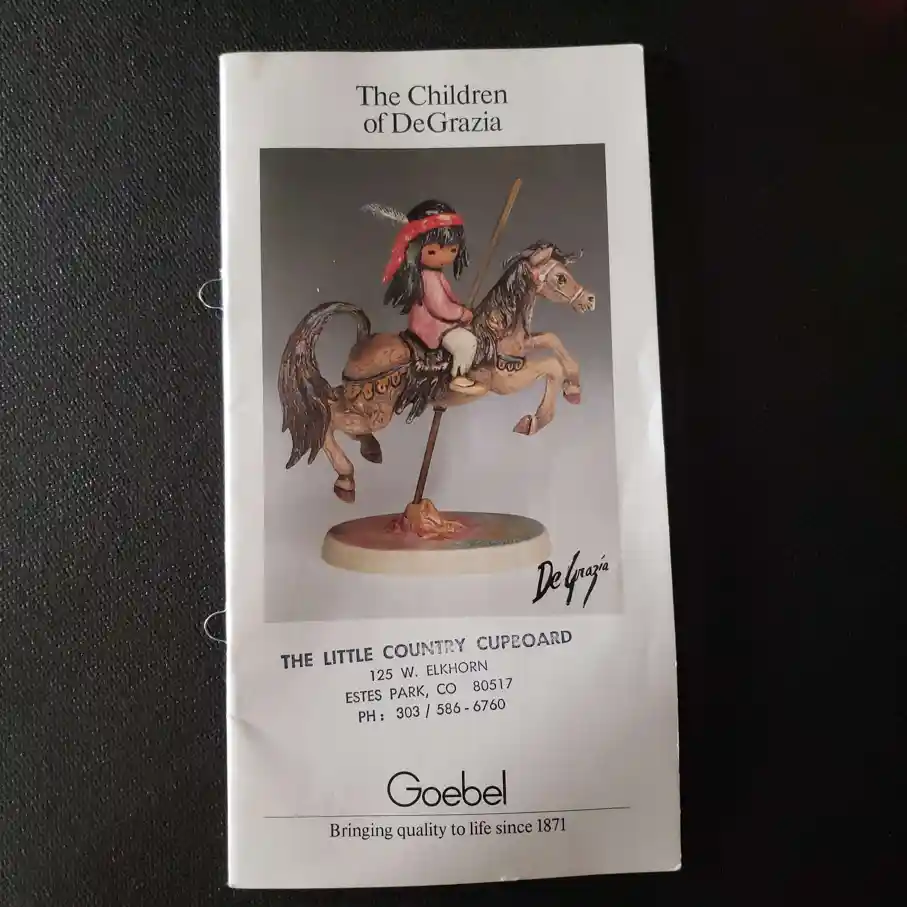 The Children
of DeGrazia
DeGrazia
THE LITTLE COUNTRY CUPBOARD
125 W. ELKHORN
ESTES PARK, CO 80517
PH: 303 / 586-6760
Goebel
Bringing quality to life since 1871